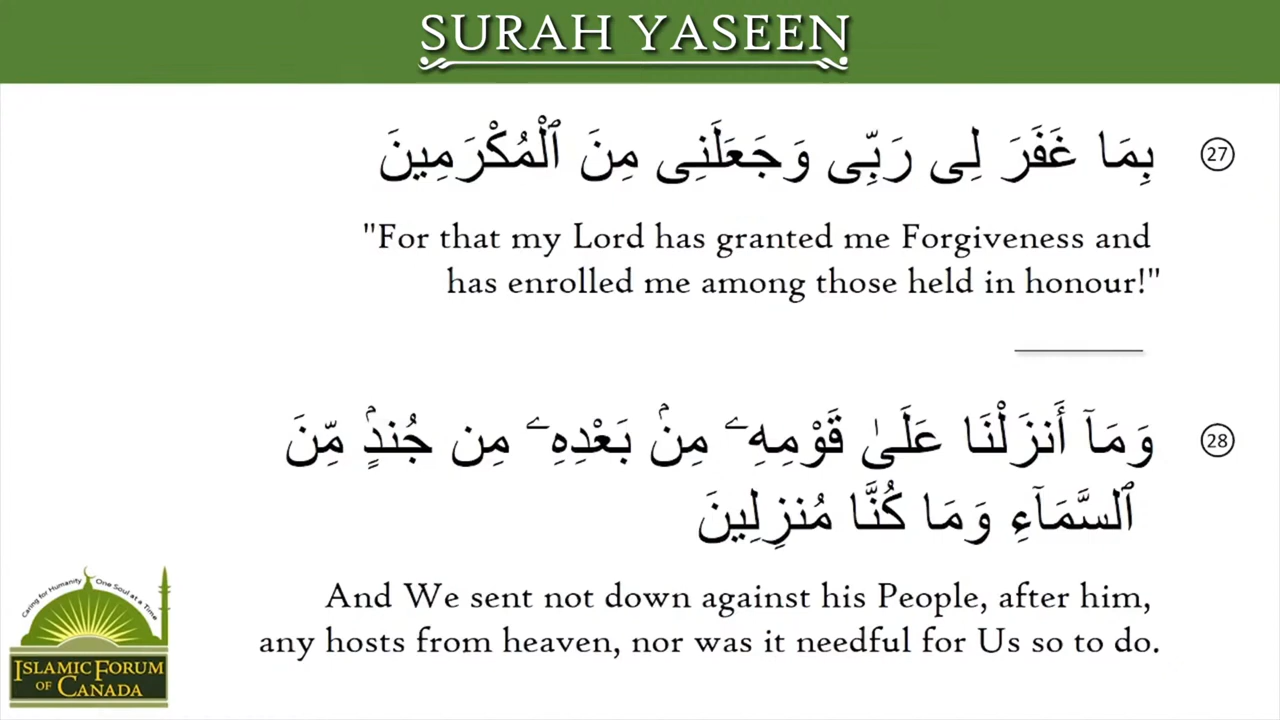 SURAH YASEEN
بِمَا غَفَرَ لِى رَبِّى وَجَعَلَنِى مِنَ ٱلْمُكْرَمِينَ ٢٧
"For that my Lord has granted me Forgiveness and
has enrolled me among those held in honour!"
وَمَآ أَنزَلْنَا عَلَىٰ قَوْمِهِۦ مِنۢ بَعْدِهِۦ مِن جُندٍۢ مِّنَ ٢٨
ٱلسَّمَآءِ وَمَا كُنَّا مُنزِلِينَ
And We sent not down against his People, after him,
any hosts from heaven, nor was it needful for Us so to do.
Caring for Humanity One Soul at a Time
ISLAMIC FORUM
OF CANADA